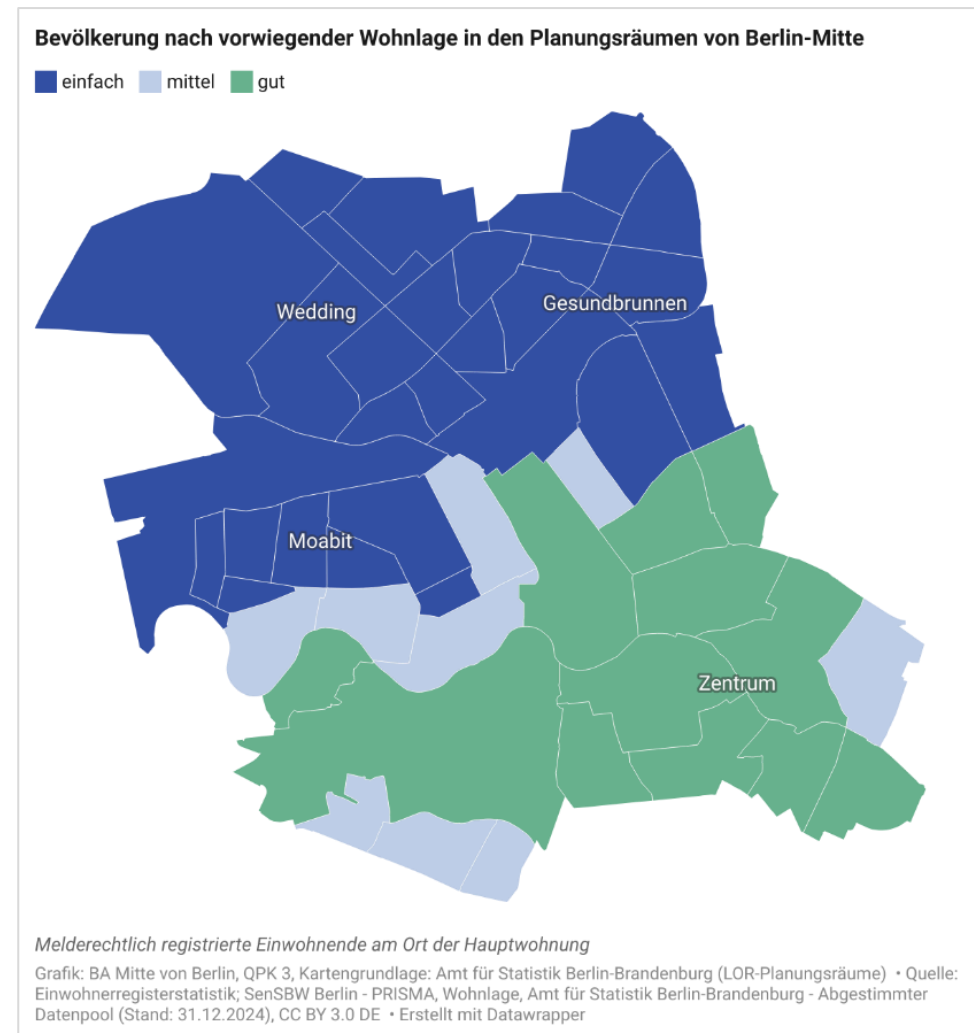 Bevölkerung nach vorwiegender Wohnlage in den Planungsräumen von Berlin-Mitte
einfach mittel gut
Wedding
Gesundbrunnen
Moabit
Zentrum
Melderechtlich registrierte Einwohnende am Ort der Hauptwohnung
Grafik: BA Mitte von Berlin, QPK 3, Kartengrundlage: Amt für Statistik Berlin-Brandenburg (LOR-Planungsräume) • Quelle:
Einwohnerregisterstatistik; SenSBW Berlin - PRISMA, Wohnlage, Amt für Statistik Berlin-Brandenburg - Abgestimmter
Datenpool (Stand: 31.12.2024), CC BY 3.0 DE • Erstellt mit Datawrapper